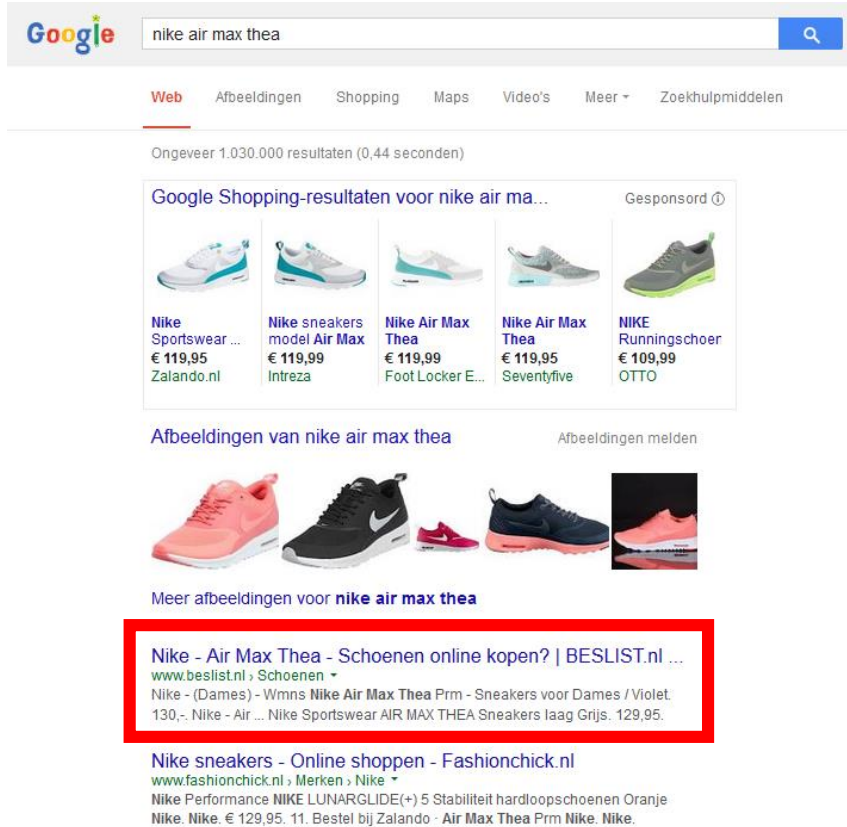 Google
nike air max thea
Web Afbeeldingen Shopping Maps Video's Meer Zoekhulpmiddelen
Ongeveer 1.030.000 resultaten (0,44 seconden)
Google Shopping-resultaten voor nike air ma... Gesponsord
Nike
Sportswear ...
€ 119,95
Zalando.nl
Nike sneakers
model Air Max
€ 119,99
Intreza
Nike Air Max
Thea
€ 119,99
Foot Locker E...
Nike Air Max
Thea
€ 119,95
Seventyfive
NIKE
Runningschoer
€ 109,99
OTTO
Afbeeldingen van nike air max thea Afbeeldingen melden
Meer afbeeldingen voor nike air max thea
Nike - Air Max Thea - Schoenen online kopen? | BESLIST.nl ...
www.beslist.nl › Schoenen
Nike - (Dames) - Wmns Nike Air Max Thea Prm - Sneakers voor Dames / Violet.
130,-. Nike - Air ... Nike Sportswear AIR MAX THEA Sneakers laag Grijs. 129,95.
Nike sneakers - Online shoppen - Fashionchick.nl
www.fashionchick.nl › Merken › Nike
Nike Performance NIKE LUNARGLIDE(+) 5 Stabiliteit hardloopschoenen Oranje
Nike. Nike. € 129,95. 11. Bestel bij Zalando · Air Max Thea Prm Nike. Nike.